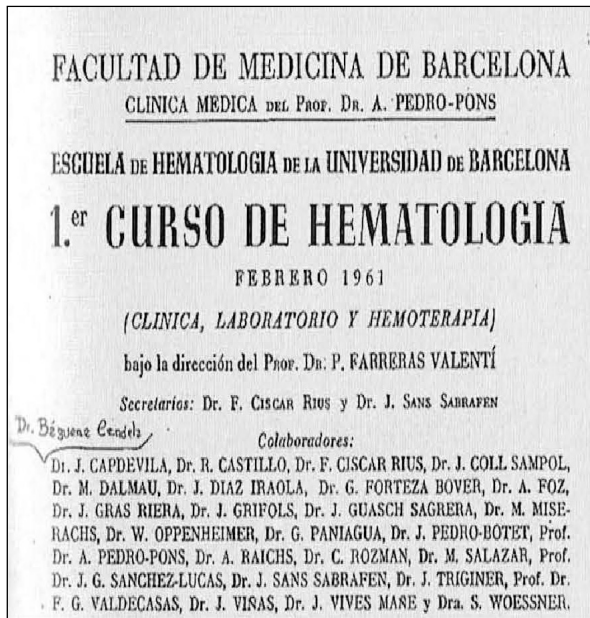 FACULTAD DE MEDICINA DE BARCELONA
CLINICA MEDICA DEL PROF. DR. A. PEDRO-PONS
ESCUELA DE HEMATOLOGIA DE LA UNIVERSIDAD DE BARCELONA
1.er CURSO DE HEMATOLOGIA
FEBRERO 1961
(CLINICA, LABORATORIO Y HEMOTERAPIA)
bajo la dirección del PROF. DR. P. FARRERAS VALENTÍ
Secretarios: Dr. F. CISCAR RIUS y Dr. J. SANS SABRAFEN
Dr. Béguene
Colaboradores:
Dr. J. CAPDEVILA, Dr. R. CASTILLO, Dr. F. CISCAR RIUS, Dr. J. COLL SAMPOL,
Dr. M. DALMAU, Dr. J. DIAZ IRAOLA, Dr. G. FORTEZA BOVER, Dr. A. FOZ,
Dr. J. GRAS RIERA, Dr. J. GRIFOLS, Dr. J. GUASCH SAGRERA, Dr. M. MISE-
RACHS, Dr. W. OPPENHEIMER, Dr. G. PANIAGUA, Dr. J. PEDRO-BOTET, Prof.
Dr. A. PEDRO-PONS, Dr. A. RAICHS, Dr. C. ROZMAN, Dr. M. SALAZAR, Prof.
Dr. J. G. SANCHEZ-LUCAS, Dr. J. SANS SABRAFEN, Dr. J. TRIGINER, Prof. Dr.
F. G. VALDECASAS, Dr. J. VIÑAS, Dr. J. VIVES MAÑE y Dra. S. WOESSNER.